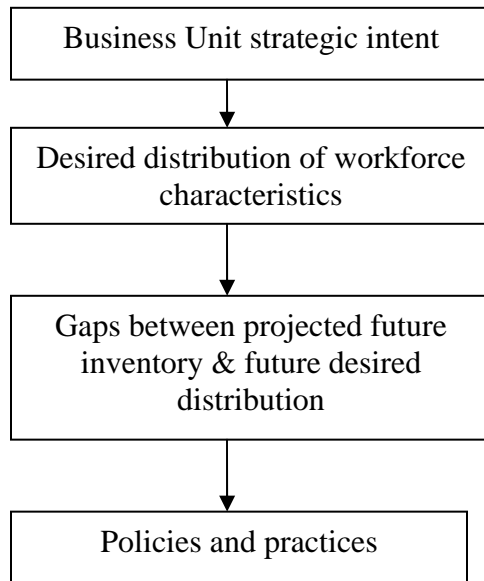 Business Unit strategic intent
Desired distribution of workforce
characteristics
Gaps between projected future
inventory & future desired
distribution
Policies and practices